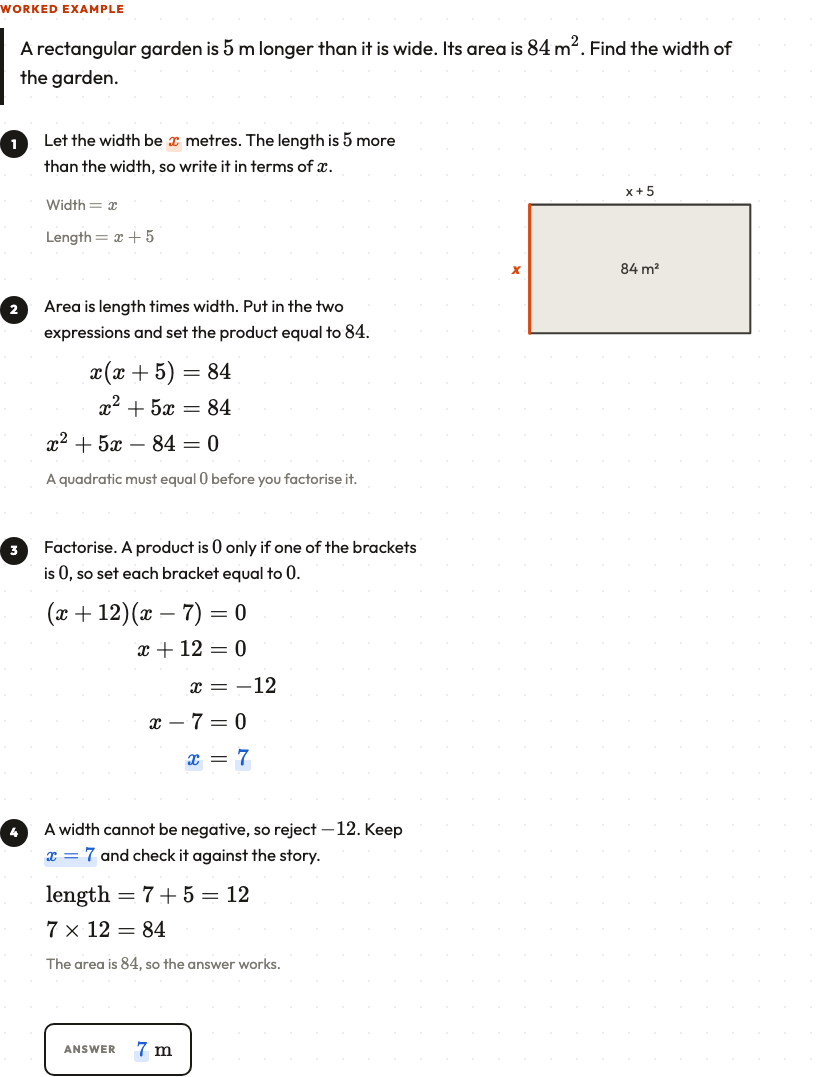 WORKED EXAMPLE
A rectangular garden is 5 m longer than it is wide. Its area is 84 m². Find the width of
the garden.
1
Let the width be x metres. The length is 5 more
than the width, so write it in terms of x.
Width = x
Length = x + 5
x + 5
x
84 m²
2
Area is length times width. Put in the two
expressions and set the product equal to 84.
x(x + 5) = 84
x² + 5x = 84
x² + 5x − 84 = 0
A quadratic must equal 0 before you factorise it.
3
Factorise. A product is 0 only if one of the brackets
is 0, so set each bracket equal to 0.
(x + 12)(x − 7) = 0
x + 12 = 0
x = −12
x − 7 = 0
x = 7
4
A width cannot be negative, so reject −12. Keep
x = 7 and check it against the story.
length = 7 + 5 = 12
7 × 12 = 84
The area is 84, so the answer works.
ANSWER 7 m